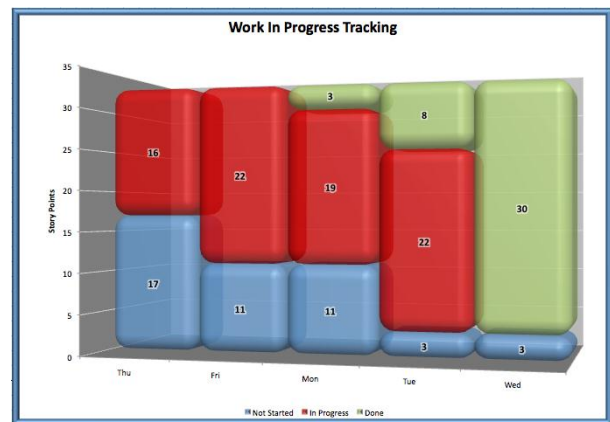 Work In Progress Tracking
35
30
25
20
15
10
5
0
Story Points
3
8
16
22
19
22
30
17
11
11
3
3
Thu
Fri
Mon
Tue
Wed
Not Started In Progress Done